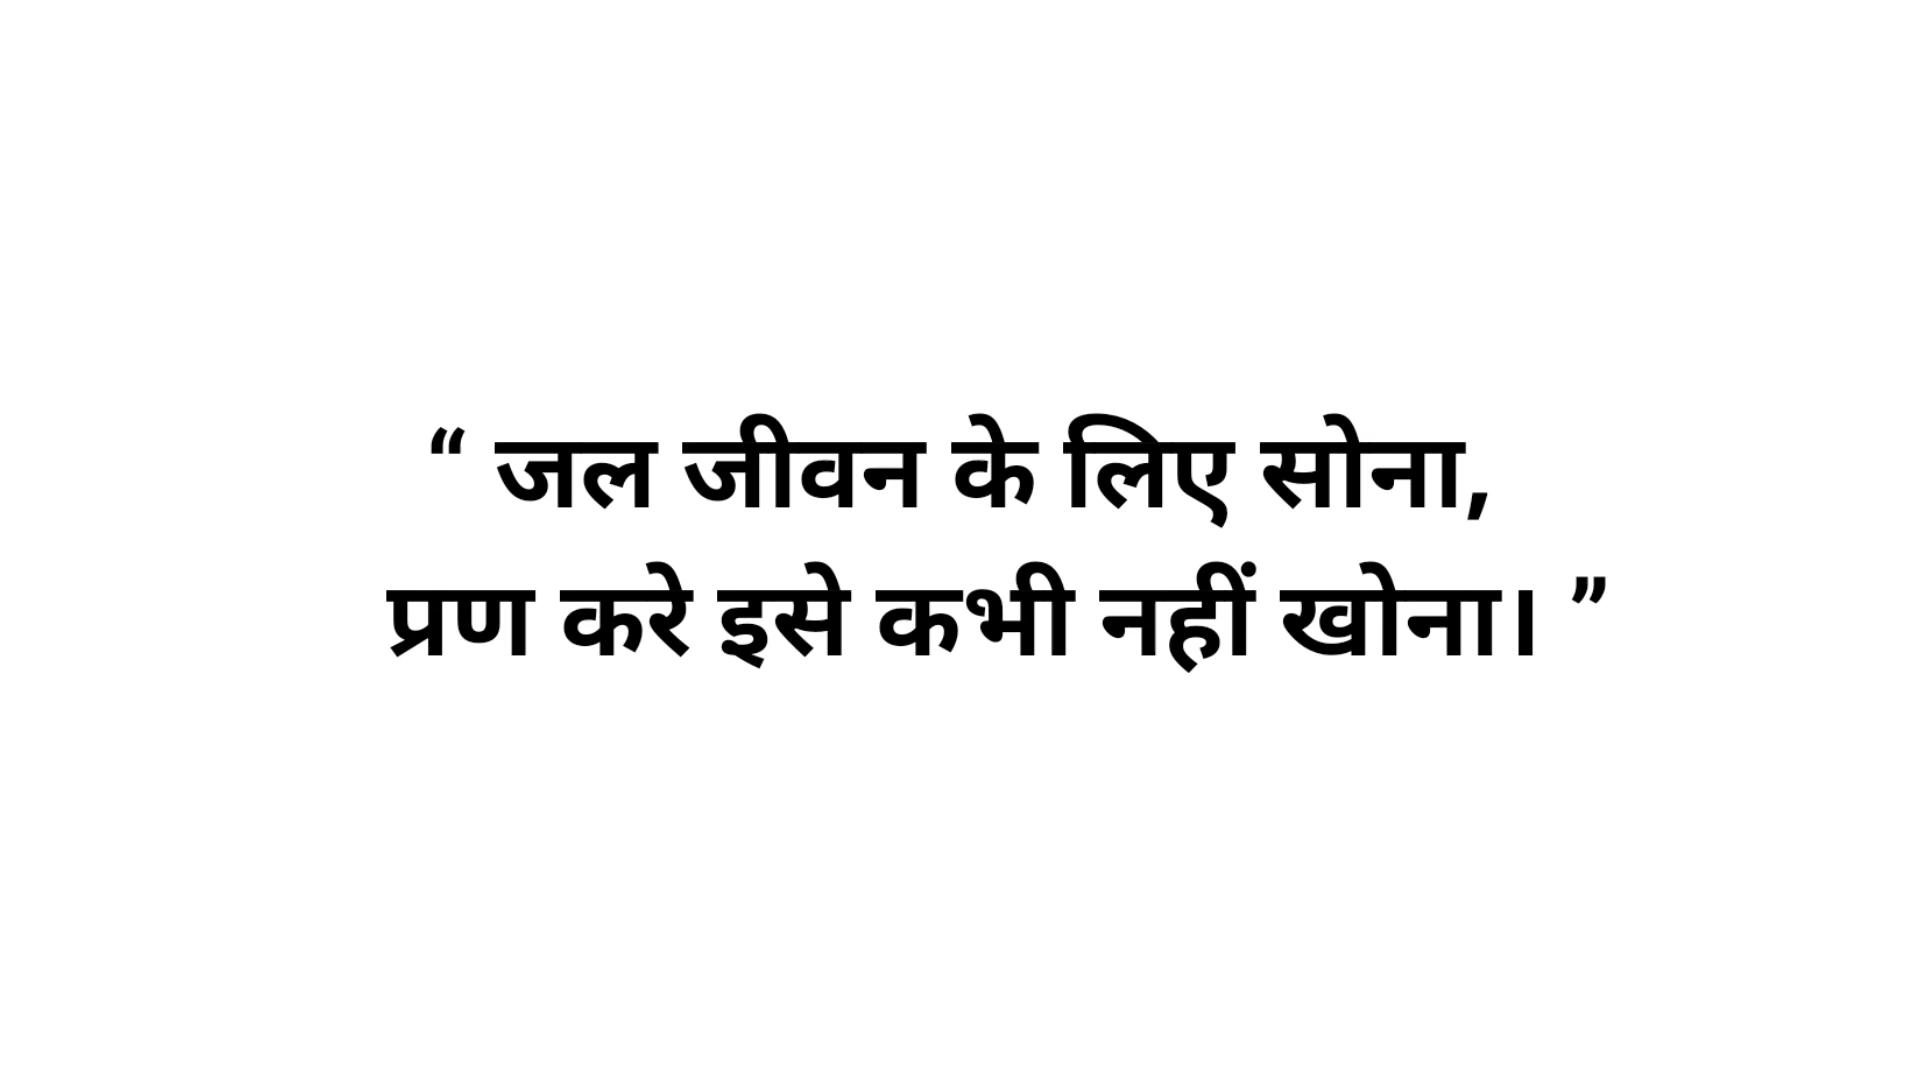 “ जल जीवन के लिए सोना,
प्रण करे इसे कभी नहीं खोना। ”